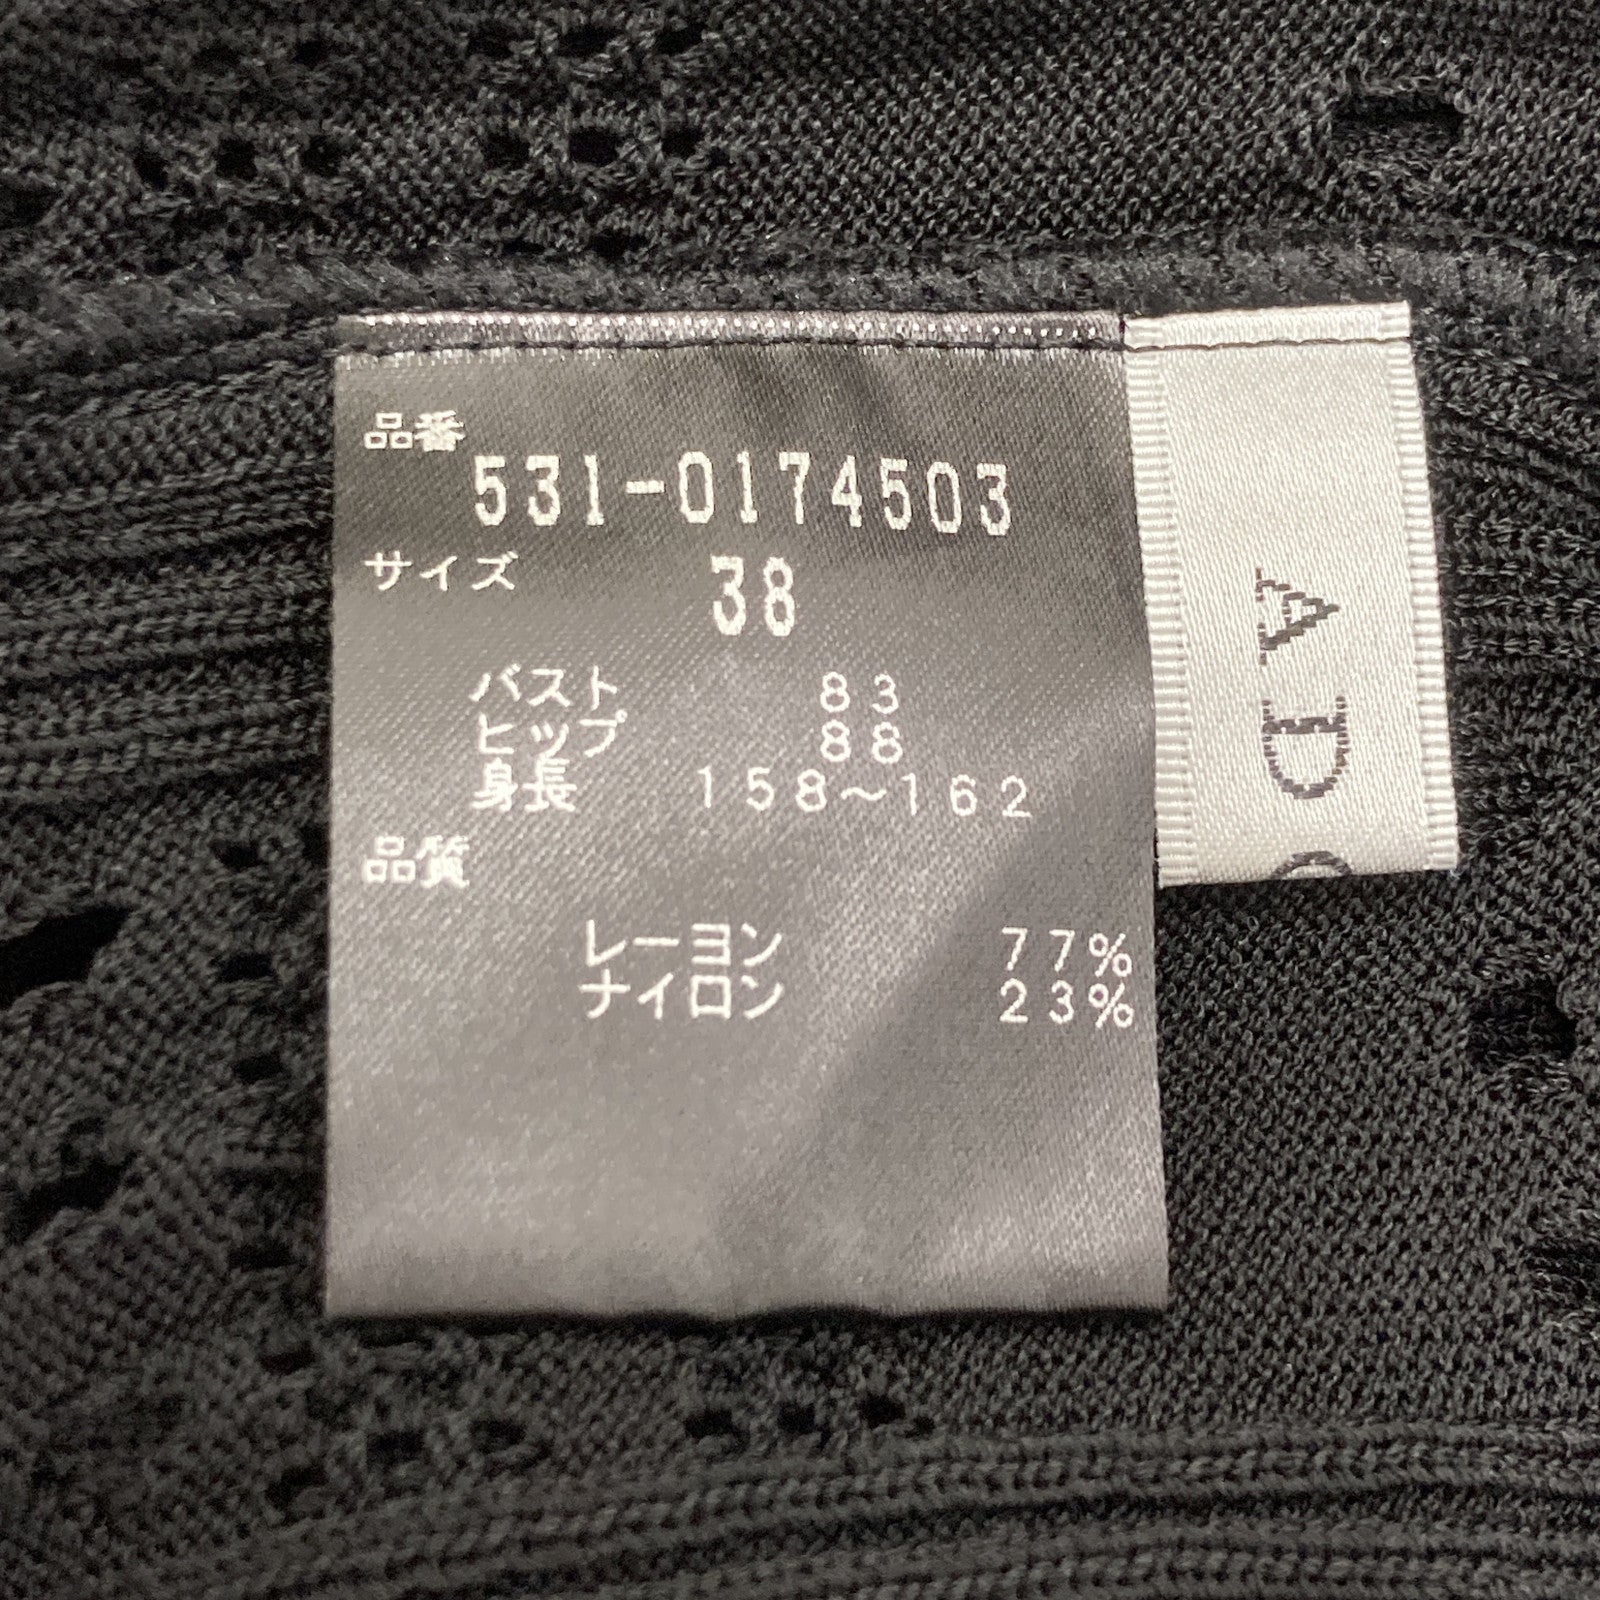 品番
531-0174503
サイズ 38
バスト 83
ヒップ 88
身長 158~162
品質
レーヨン 77%
ナイロン 23%
AD